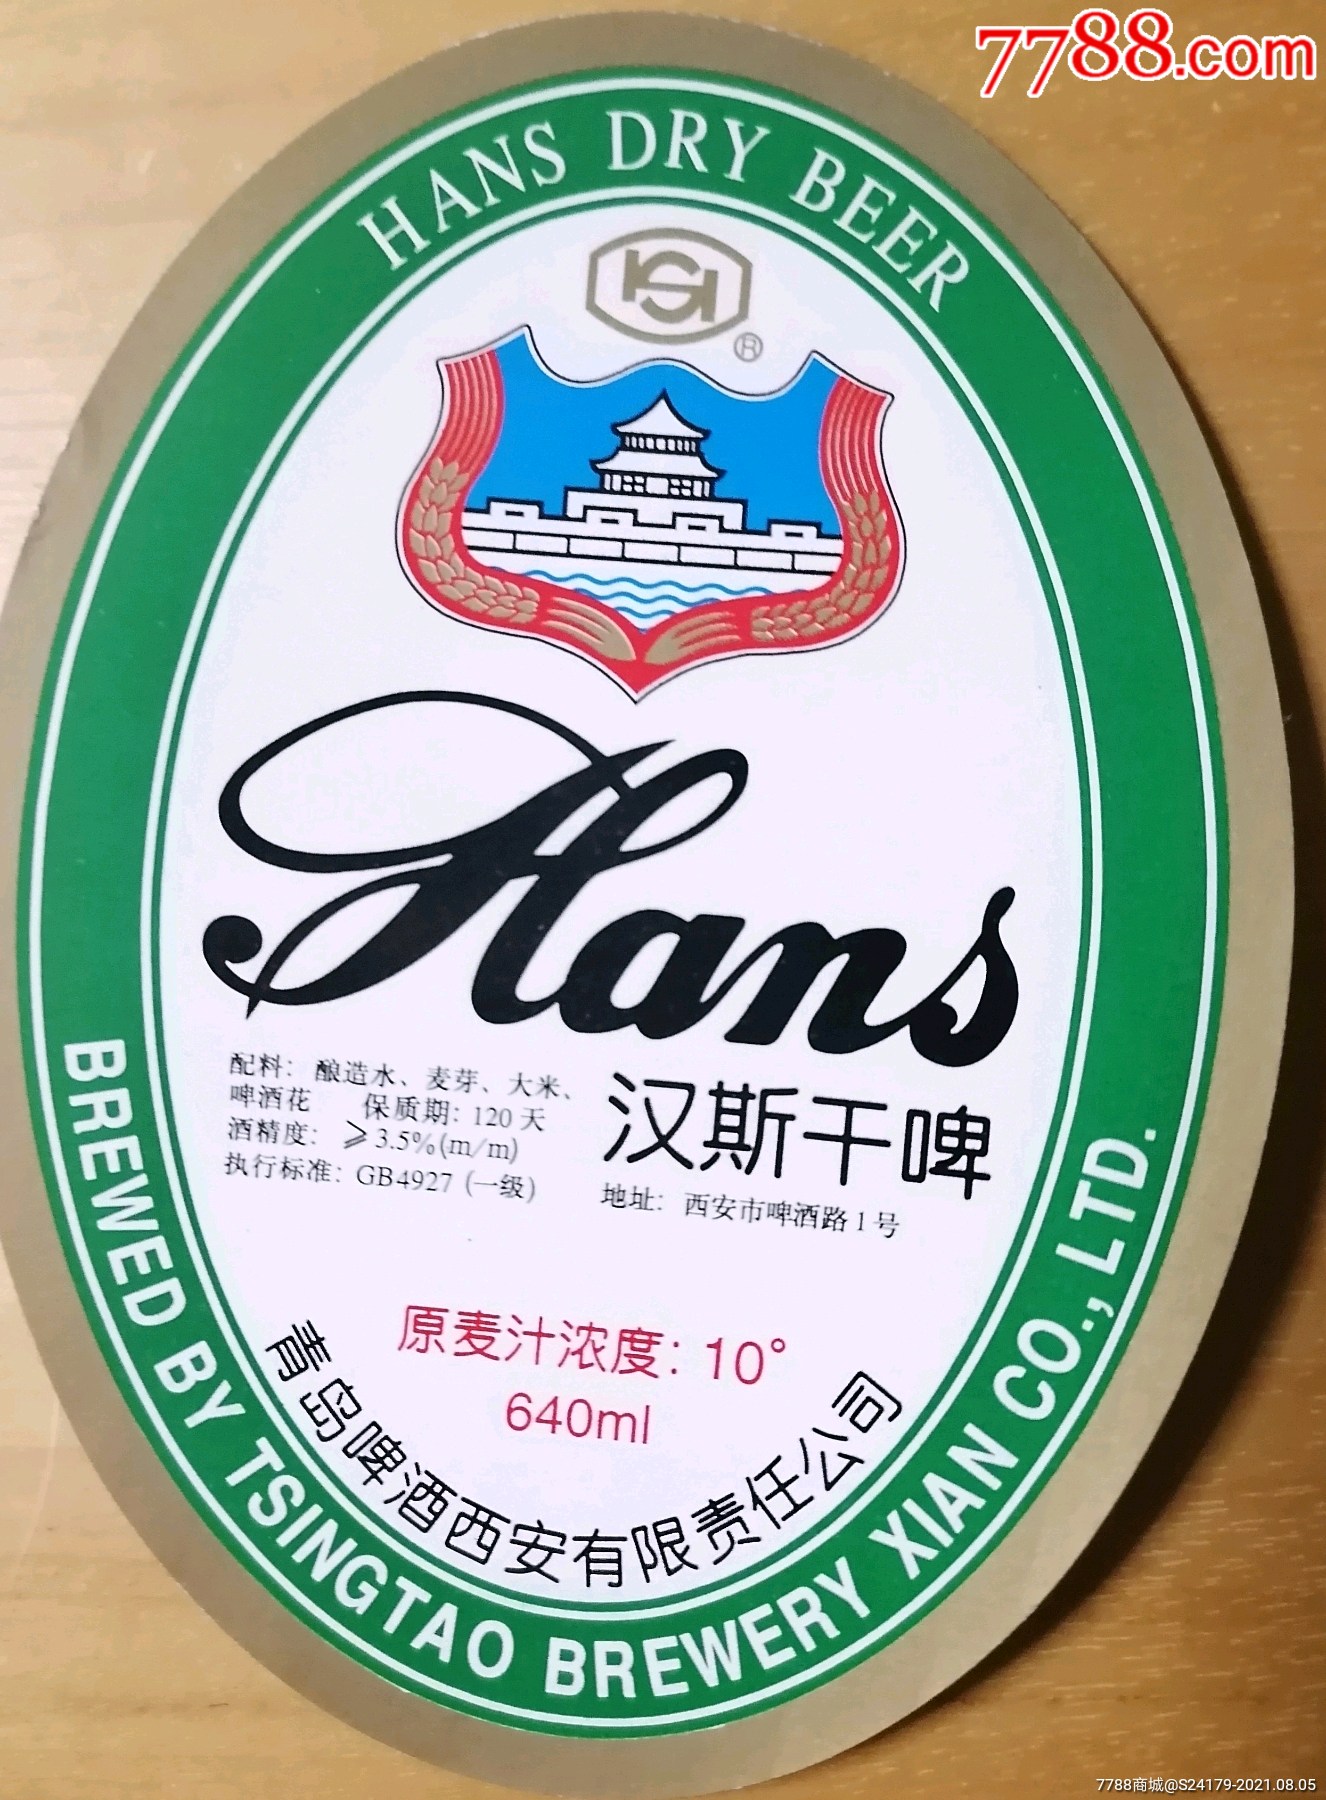 7788.com
HANS DRY BEER
HSH
®
Hans
配料：酿造水、麦芽、大米、
啤酒花 保质期：120天
酒精度：≥3.5%(m/m)
执行标准：GB4927 (一级)
汉斯干啤
地址：西安市啤酒路1号
原麦汁浓度：10°
640ml
青岛啤酒西安有限责任公司
BREWED BY TSINGTAO BREWERY XIAN CO., LTD.
7788商城@S24179-2021.08.05